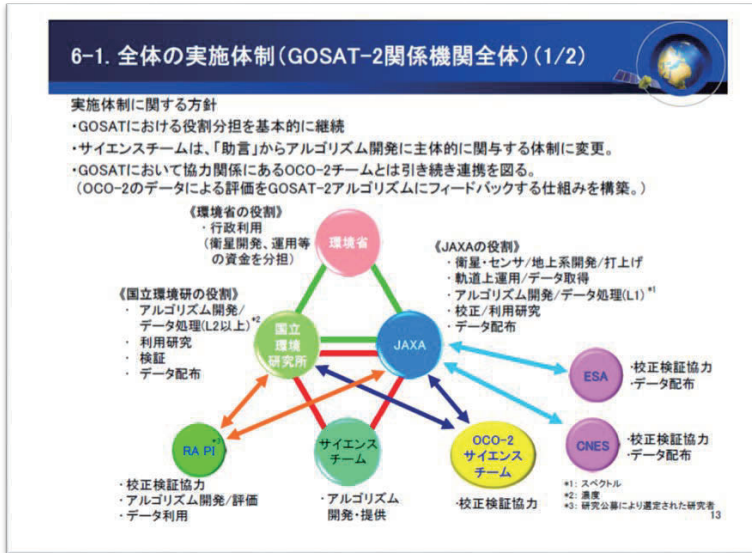 6-1. 全体の実施体制(GOSAT-2関係機関全体)(1/2)
実施体制に関する方針
・GOSATにおける役割分担を基本的に継続
・サイエンスチームは、「助言」からアルゴリズム開発に主体的に関与する体制に変更。
・GOSATにおいて協力関係にあるOCO-2チームとは引き続き連携を図る。
(OCO-2のデータによる評価をGOSAT-2アルゴリズムにフィードバックする仕組みを構築。)
《環境省の役割》
・行政利用
(衛星開発、運用等
の資金を分担)
環境省
《JAXAの役割》
・衛星・センサ/地上系開発/打上げ
・軌道上運用/データ取得
・アルゴリズム開発/データ処理(L1)*1
・校正/利用研究
・データ配布
《国立環境研の役割》
・アルゴリズム開発/
データ処理(L2以上)*2
・利用研究
・検証
・データ配布
国立
環境
研究所
JAXA
ESA
・校正検証協力
・データ配布
RA PI*3
サイエンス
チーム
OCO-2
サイエンス
チーム
CNES
・校正検証協力
・データ配布
・校正検証協力
・アルゴリズム開発/評価
・データ利用
・アルゴリズム
開発・提供
・校正検証協力
*1: スペクトル
*2: 濃度
*3: 研究公募により選定された研究者
13